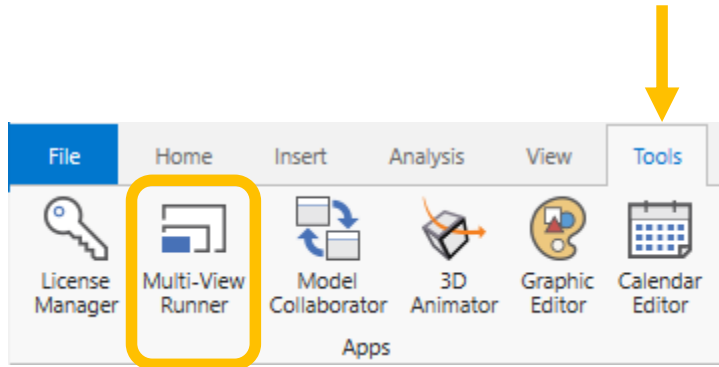 File Home Insert Analysis View Tools
License Manager
Multi-View Runner
Model Collaborator
3D Animator
Graphic Editor
Calendar Editor
Apps